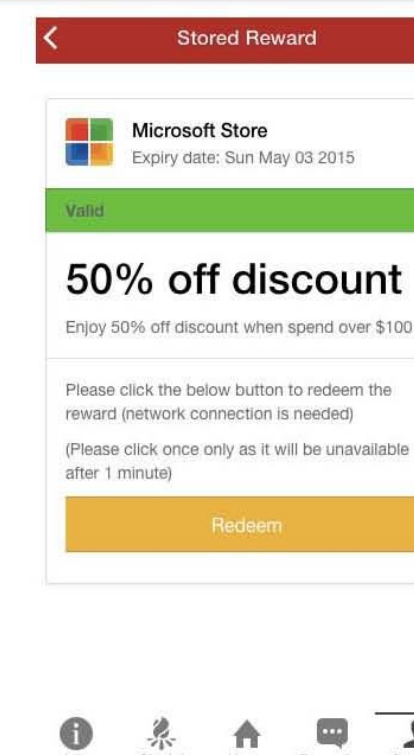 Stored Reward
Microsoft Store
Expiry date: Sun May 03 2015
Valid
50% off discount
Enjoy 50% off discount when spend over $100
Please click the below button to redeem the
reward (network connection is needed)
(Please click once only as it will be unavailable
after 1 minute)
Redeem